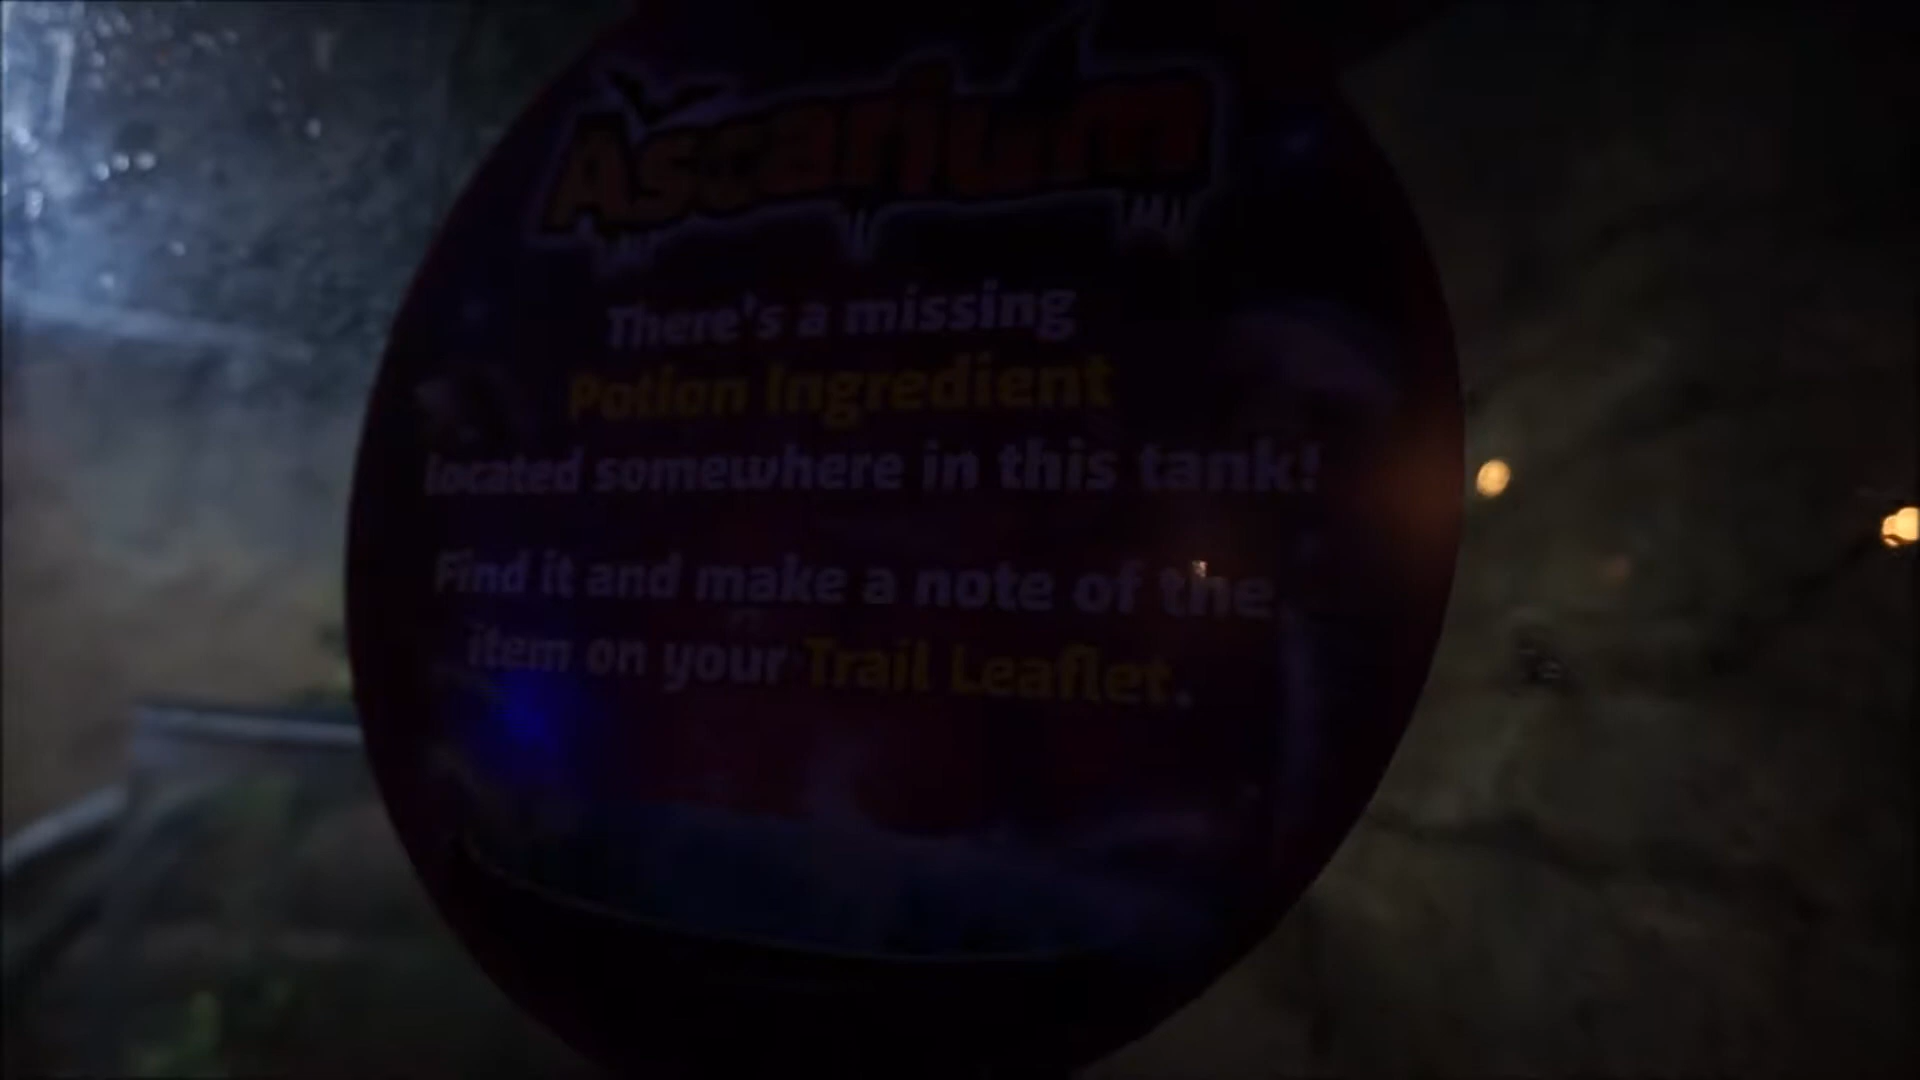 Ascarium
There's a missing
Potion Ingredient
located somewhere in this tank!
Find it and make a note of the
item on your Trail Leaflet.